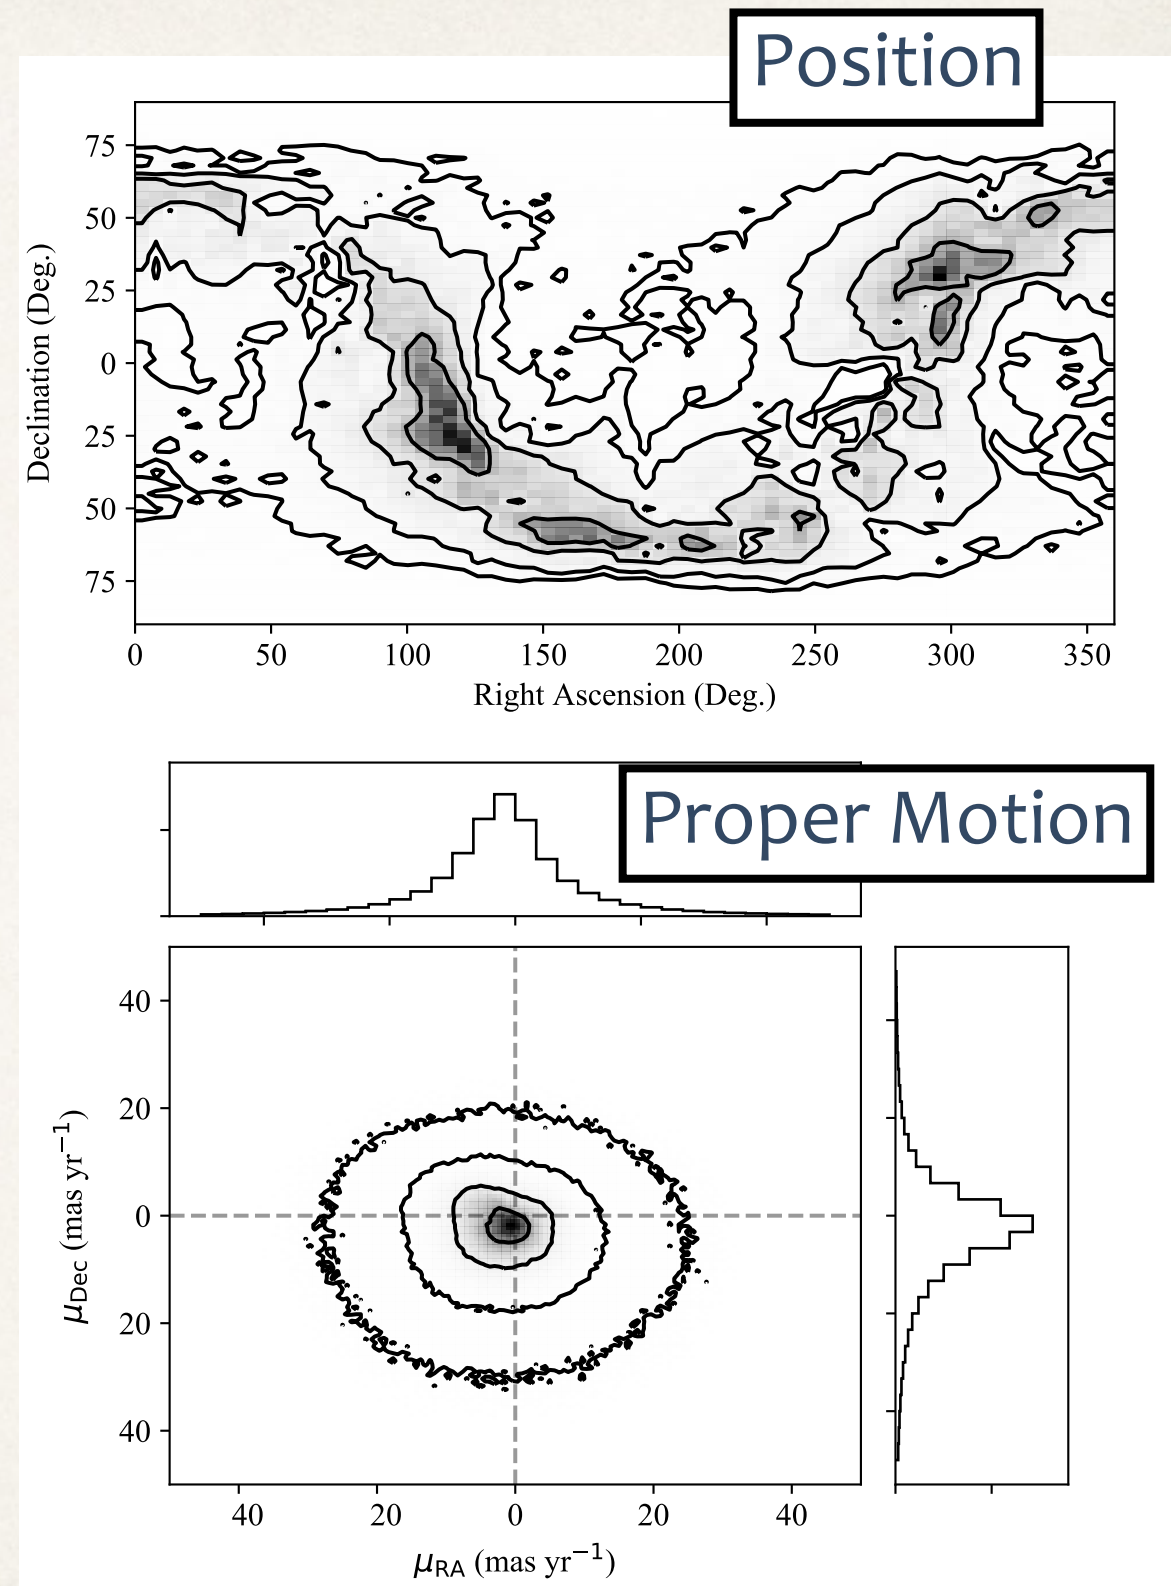 Position
75
50
25
0
25
50
75
Declination (Deg.)
0 50 100 150 200 250 300 350
Right Ascension (Deg.)
Proper Motion
40
20
0
20
40
μDec (mas yr−1)
40 20 0 20 40
μRA (mas yr−1)